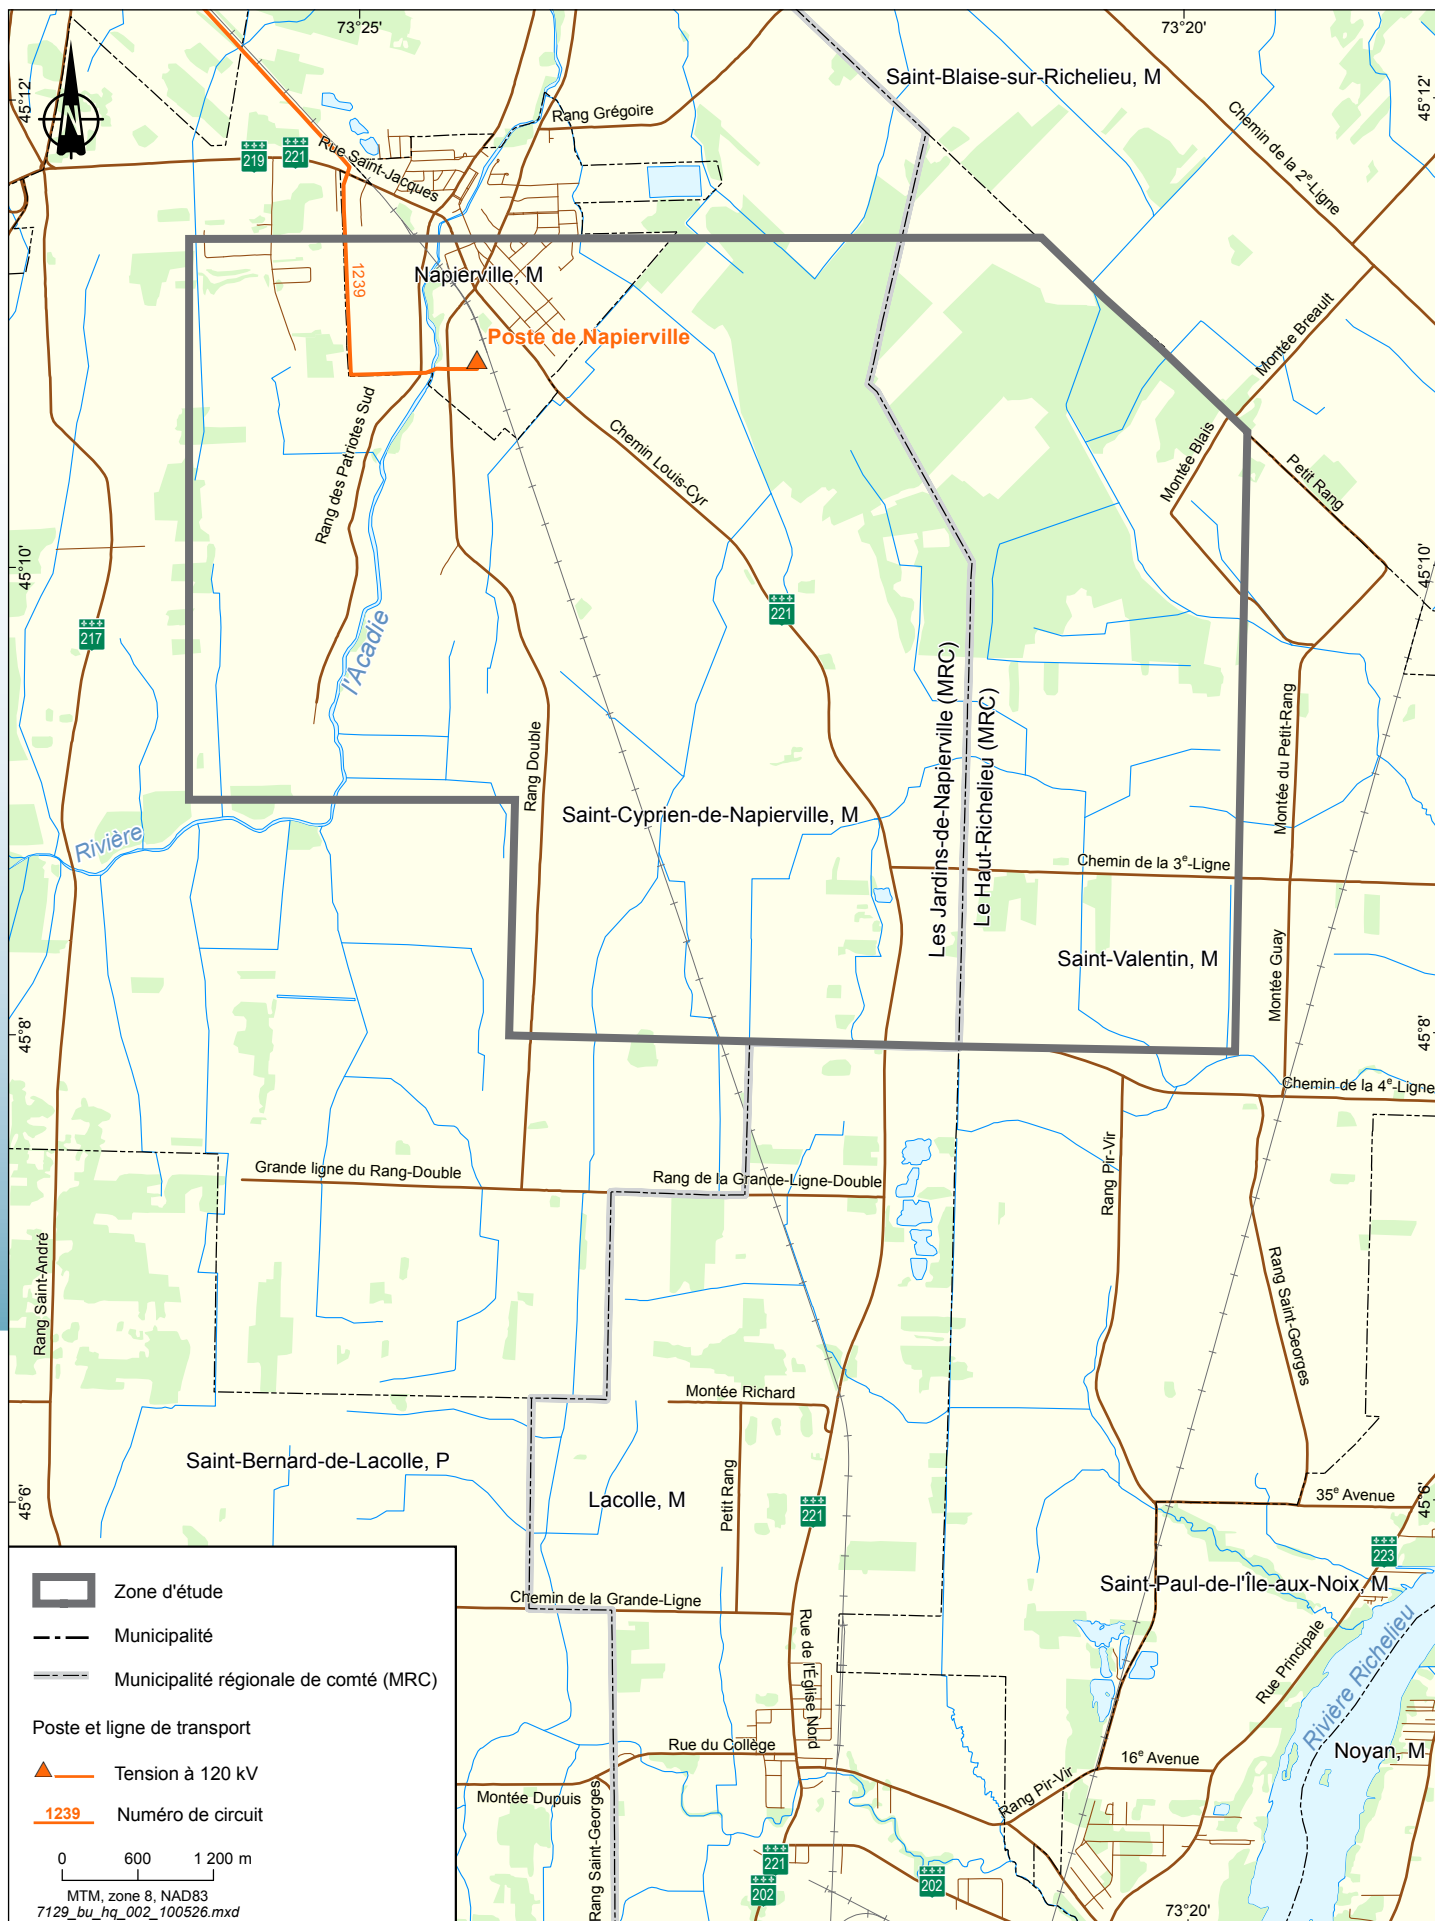 73°25'
73°20'
45°12'
45°12'
Saint-Blaise-sur-Richelieu, M
N
Rang Grégoire
Chemin de la 2e-Ligne
219
221
Rue Saint-Jacques
1239
Napierville, M
Poste de Napierville
Montée Breault
Montée Blais
Petit Rang
Rang des Patriotes Sud
Chemin Louis-Cyr
45°10'
45°10'
217
221
l'Acadie
Rivière
Rang Double
Les Jardins-de-Napierville (MRC)
Le Haut-Richelieu (MRC)
Montée du Petit-Rang
Saint-Cyprien-de-Napierville, M
Chemin de la 3e-Ligne
Saint-Valentin, M
Montée Guay
45°8'
45°8'
Chemin de la 4e-Ligne
Grande ligne du Rang-Double
Rang de la Grande-Ligne-Double
Rang Pir-Vir
Rang Saint-André
Rang Saint-Georges
Montée Richard
Saint-Bernard-de-Lacolle, P
Lacolle, M
Petit Rang
221
45°6'
45°6'
35e Avenue
223
Saint-Paul-de-l'Île-aux-Noix, M
Chemin de la Grande-Ligne
Rue de l'Église Nord
Rue Principale
Rivière Richelieu
Rue du Collège
16e Avenue
Noyan, M
Montée Dupuis
Rang Pir-Vir
Rang Saint-Georges
221
202
202
73°20'
Zone d'étude
Municipalité
Municipalité régionale de comté (MRC)
Poste et ligne de transport
Tension à 120 kV
1239
Numéro de circuit
0 600 1 200 m
MTM, zone 8, NAD83
7129_bu_hq_002_100526.mxd